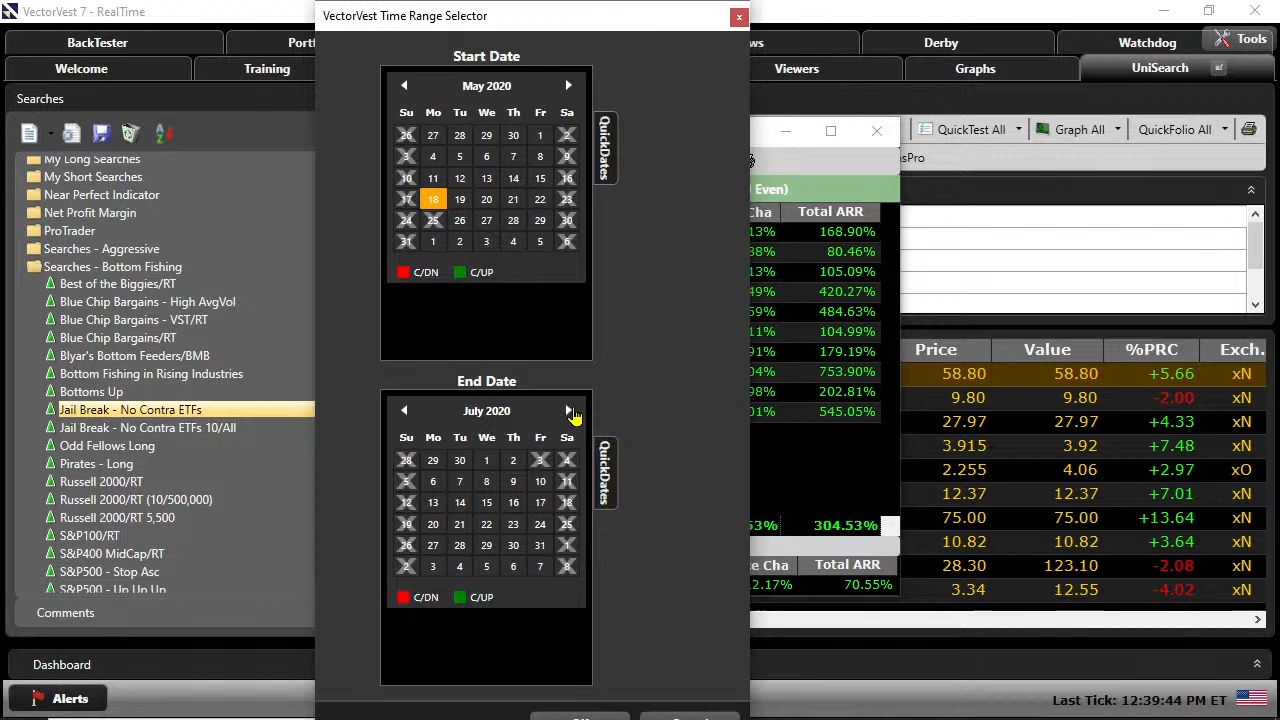 VectorVest 7 - RealTime
VectorVest Time Range Selector
BackTester
Derby
Watchdog
Tools
Welcome
Training
Viewers
Graphs
UniSearch
Searches
My Long Searches
My Short Searches
Near Perfect Indicator
Net Profit Margin
ProTrader
Searches - Aggressive
Searches - Bottom Fishing
Best of the Biggies/RT
Blue Chip Bargains - High AvgVol
Blue Chip Bargains - VST/RT
Blue Chip Bargains/RT
Blyar's Bottom Feeders/BMB
Bottom Fishing in Rising Industries
Bottoms Up
Jail Break - No Contra ETFs
Jail Break - No Contra ETFs 10/All
Odd Fellows Long
Pirates - Long
Russell 2000/RT
Russell 2000/RT (10/500,000)
Russell 2000/RT 5,500
S&P100/RT
S&P400 MidCap/RT
S&P500 - Stop Asc
S&P500 - Up Up Up
Comments
Dashboard
Alerts
Start Date
May 2020
Su Mo Tu We Th Fr Sa
26 27 28 29 30 1 2
3 4 5 6 7 8 9
10 11 12 13 14 15 16
17 18 19 20 21 22 23
24 25 26 27 28 29 30
31 1 2 3 4 5 6
C/DN C/UP
QuickDates
End Date
July 2020
Su Mo Tu We Th Fr Sa
28 29 30 1 2 3 4
5 6 7 8 9 10 11
12 13 14 15 16 17 18
19 20 21 22 23 24 25
26 27 28 29 30 31 1
2 3 4 5 6 7 8
C/DN C/UP
QuickDates
QuickTest All Graph All QuickFolio All
Even)
Total ARR
168.90%
80.46%
105.09%
420.27%
484.63%
104.99%
179.19%
753.90%
202.81%
545.05%
304.53%
Total ARR
70.55%
Price Value %PRC Exch.
58.80 58.80 +5.66 xN
9.80 9.80 -2.00 xN
27.97 27.97 +4.33 xN
3.915 3.92 +7.48 xN
2.255 4.06 +2.97 xO
12.37 12.37 +7.01 xN
75.00 75.00 +13.64 xN
10.82 10.82 +3.64 xN
28.30 123.10 -2.08 xN
3.34 12.55 -4.02 xN
Last Tick: 12:39:44 PM ET